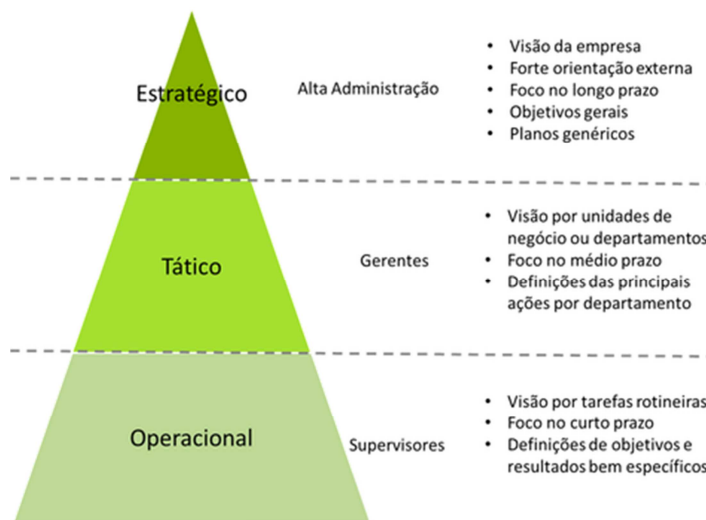 Estratégico
Alta Administração
• Visão da empresa
• Forte orientação externa
• Foco no longo prazo
• Objetivos gerais
• Planos genéricos
Tático
Gerentes
• Visão por unidades de
negócio ou departamentos
• Foco no médio prazo
• Definições das principais
ações por departamento
Operacional
Supervisores
• Visão por tarefas rotineiras
• Foco no curto prazo
• Definições de objetivos e
resultados bem específicos